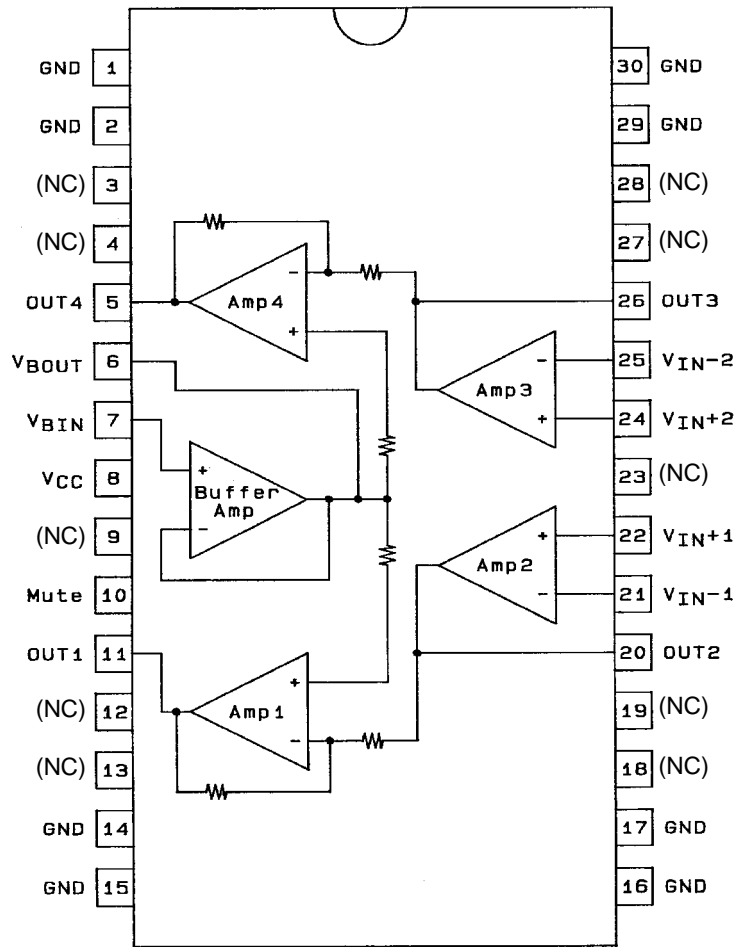 GND 1
GND 2
(NC) 3
(NC) 4
OUT4 5
VBOUT 6
VBIN 7
VCC 8
(NC) 9
Mute 10
OUT1 11
(NC) 12
(NC) 13
GND 14
GND 15
30 GND
29 GND
28 (NC)
27 (NC)
26 OUT3
25 VIN-2
24 VIN+2
23 (NC)
22 VIN+1
21 VIN-1
20 OUT2
19 (NC)
18 (NC)
17 GND
16 GND
-
Amp4
+
-
Amp3
+
+
Buffer
Amp
-
+
Amp2
-
+
Amp1
-